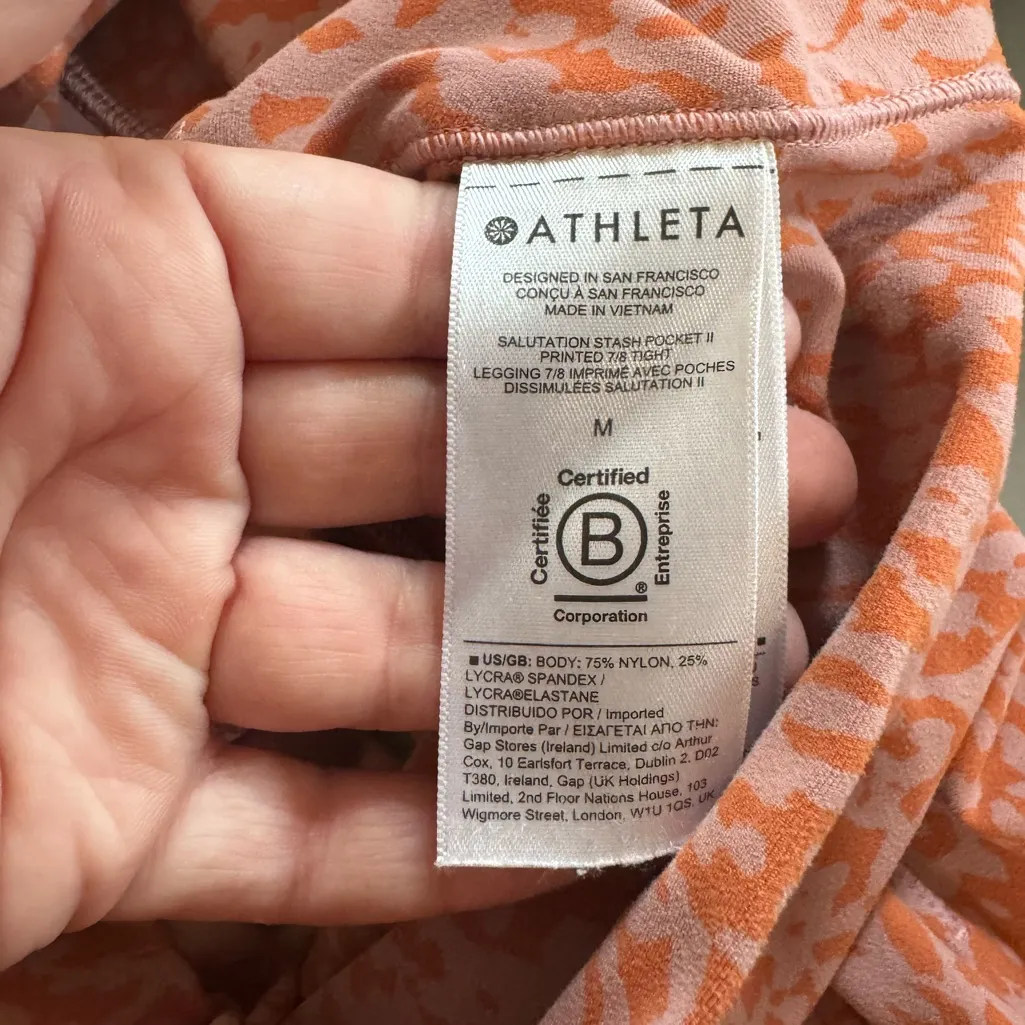 ATHLETA
DESIGNED IN SAN FRANCISCO
CONÇU À SAN FRANCISCO
MADE IN VIETNAM
SALUTATION STASH POCKET II
PRINTED 7/8 TIGHT
LEGGING 7/8 IMPRIMÉ AVEC POCHES
DISSIMULÉES SALUTATION II
M
Certified
Certifiée
B
Entreprise
®
Corporation
■ US/GB: BODY: 75% NYLON, 25%
LYCRA® SPANDEX /
LYCRA®ELASTANE
DISTRIBUIDO POR / Imported
By/Importe Par / ΕΙΣΑΓΕΤΑΙ ΑΠΟ ΤΗΝ:
Gap Stores (Ireland) Limited c/o Arthur
Cox, 10 Earlsfort Terrace, Dublin 2. D02
T380, Ireland, Gap (UK Holdings)
Limited, 2nd Floor Nations House, 103
Wigmore Street, London, W1U 1QS, UK